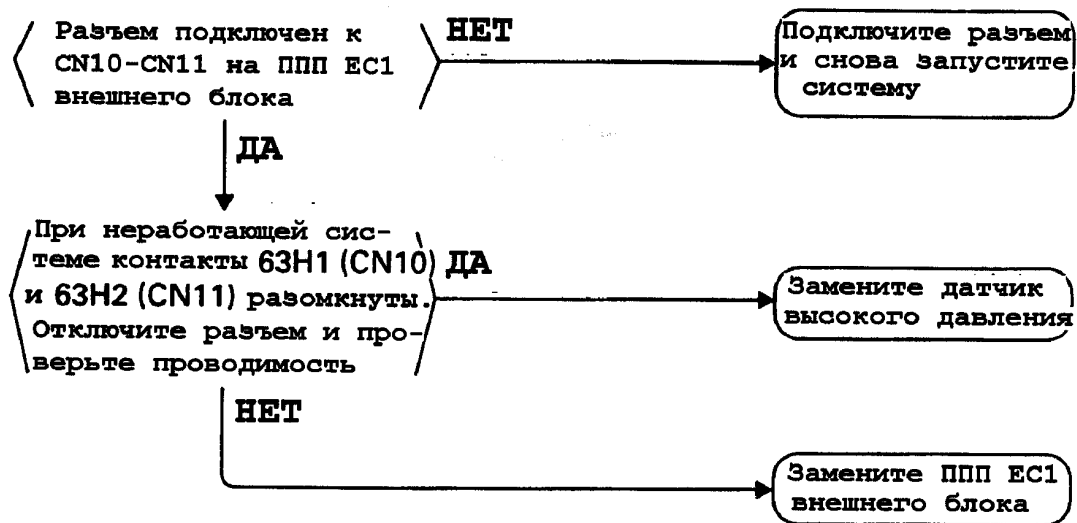 Разъем подключен к
CN10-CN11 на ППП EC1
внешнего блока
НЕТ
Подключите разъем
и снова запустите
систему
ДА
При неработающей сис-
теме контакты 63H1 (CN10)
и 63H2 (CN11) разомкнуты.
Отключите разъем и про-
верьте проводимость
ДА
Замените датчик
высокого давления
НЕТ
Замените ППП EC1
внешнего блока